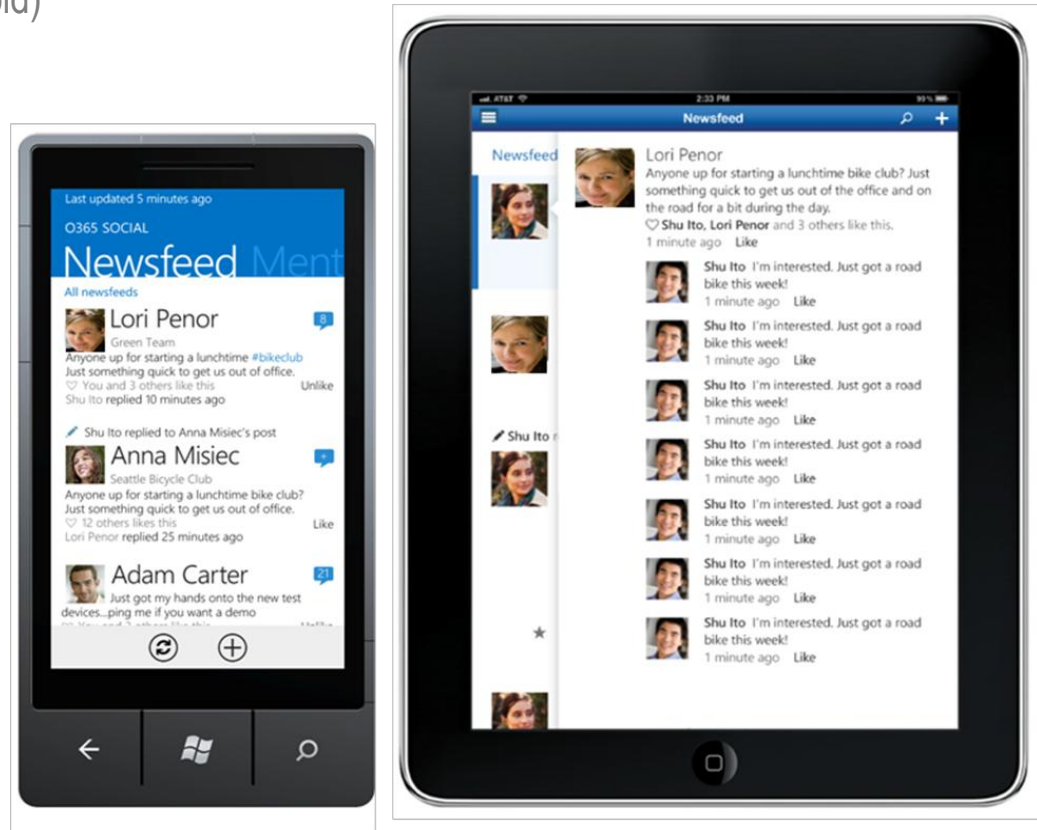 Last updated 5 minutes ago
O365 SOCIAL
Newsfeed Ment
All newsfeeds
Lori Penor
8
Green Team
Anyone up for starting a lunchtime #bikeclub
Just something quick to get us out of office.
You and 3 others like this
Unlike
Shu Ito replied 10 minutes ago
Shu Ito replied to Anna Misiec's post
Anna Misiec
+
Seattle Bicycle Club
Anyone up for starting a lunchtime bike club?
Just something quick to get us out of office.
12 others likes this
Like
Lori Penor replied 25 minutes ago
Adam Carter
21
Just got my hands onto the new test
devices...ping me if you want a demo
AT&T
2:33 PM
Newsfeed
Newsfeed
Shu Ito
Lori Penor
Anyone up for starting a lunchtime bike club? Just
something quick to get us out of the office and on
the road for a bit during the day.
Shu Ito, Lori Penor and 3 others like this.
1 minute ago Like
Shu Ito I'm interested. Just got a road
bike this week!
1 minute ago Like
Shu Ito I'm interested. Just got a road
bike this week!
1 minute ago Like
Shu Ito I'm interested. Just got a road
bike this week!
1 minute ago Like
Shu Ito I'm interested. Just got a road
bike this week!
1 minute ago Like
Shu Ito I'm interested. Just got a road
bike this week!
1 minute ago Like
Shu Ito I'm interested. Just got a road
bike this week!
1 minute ago Like
Shu Ito I'm interested. Just got a road
bike this week!
1 minute ago Like